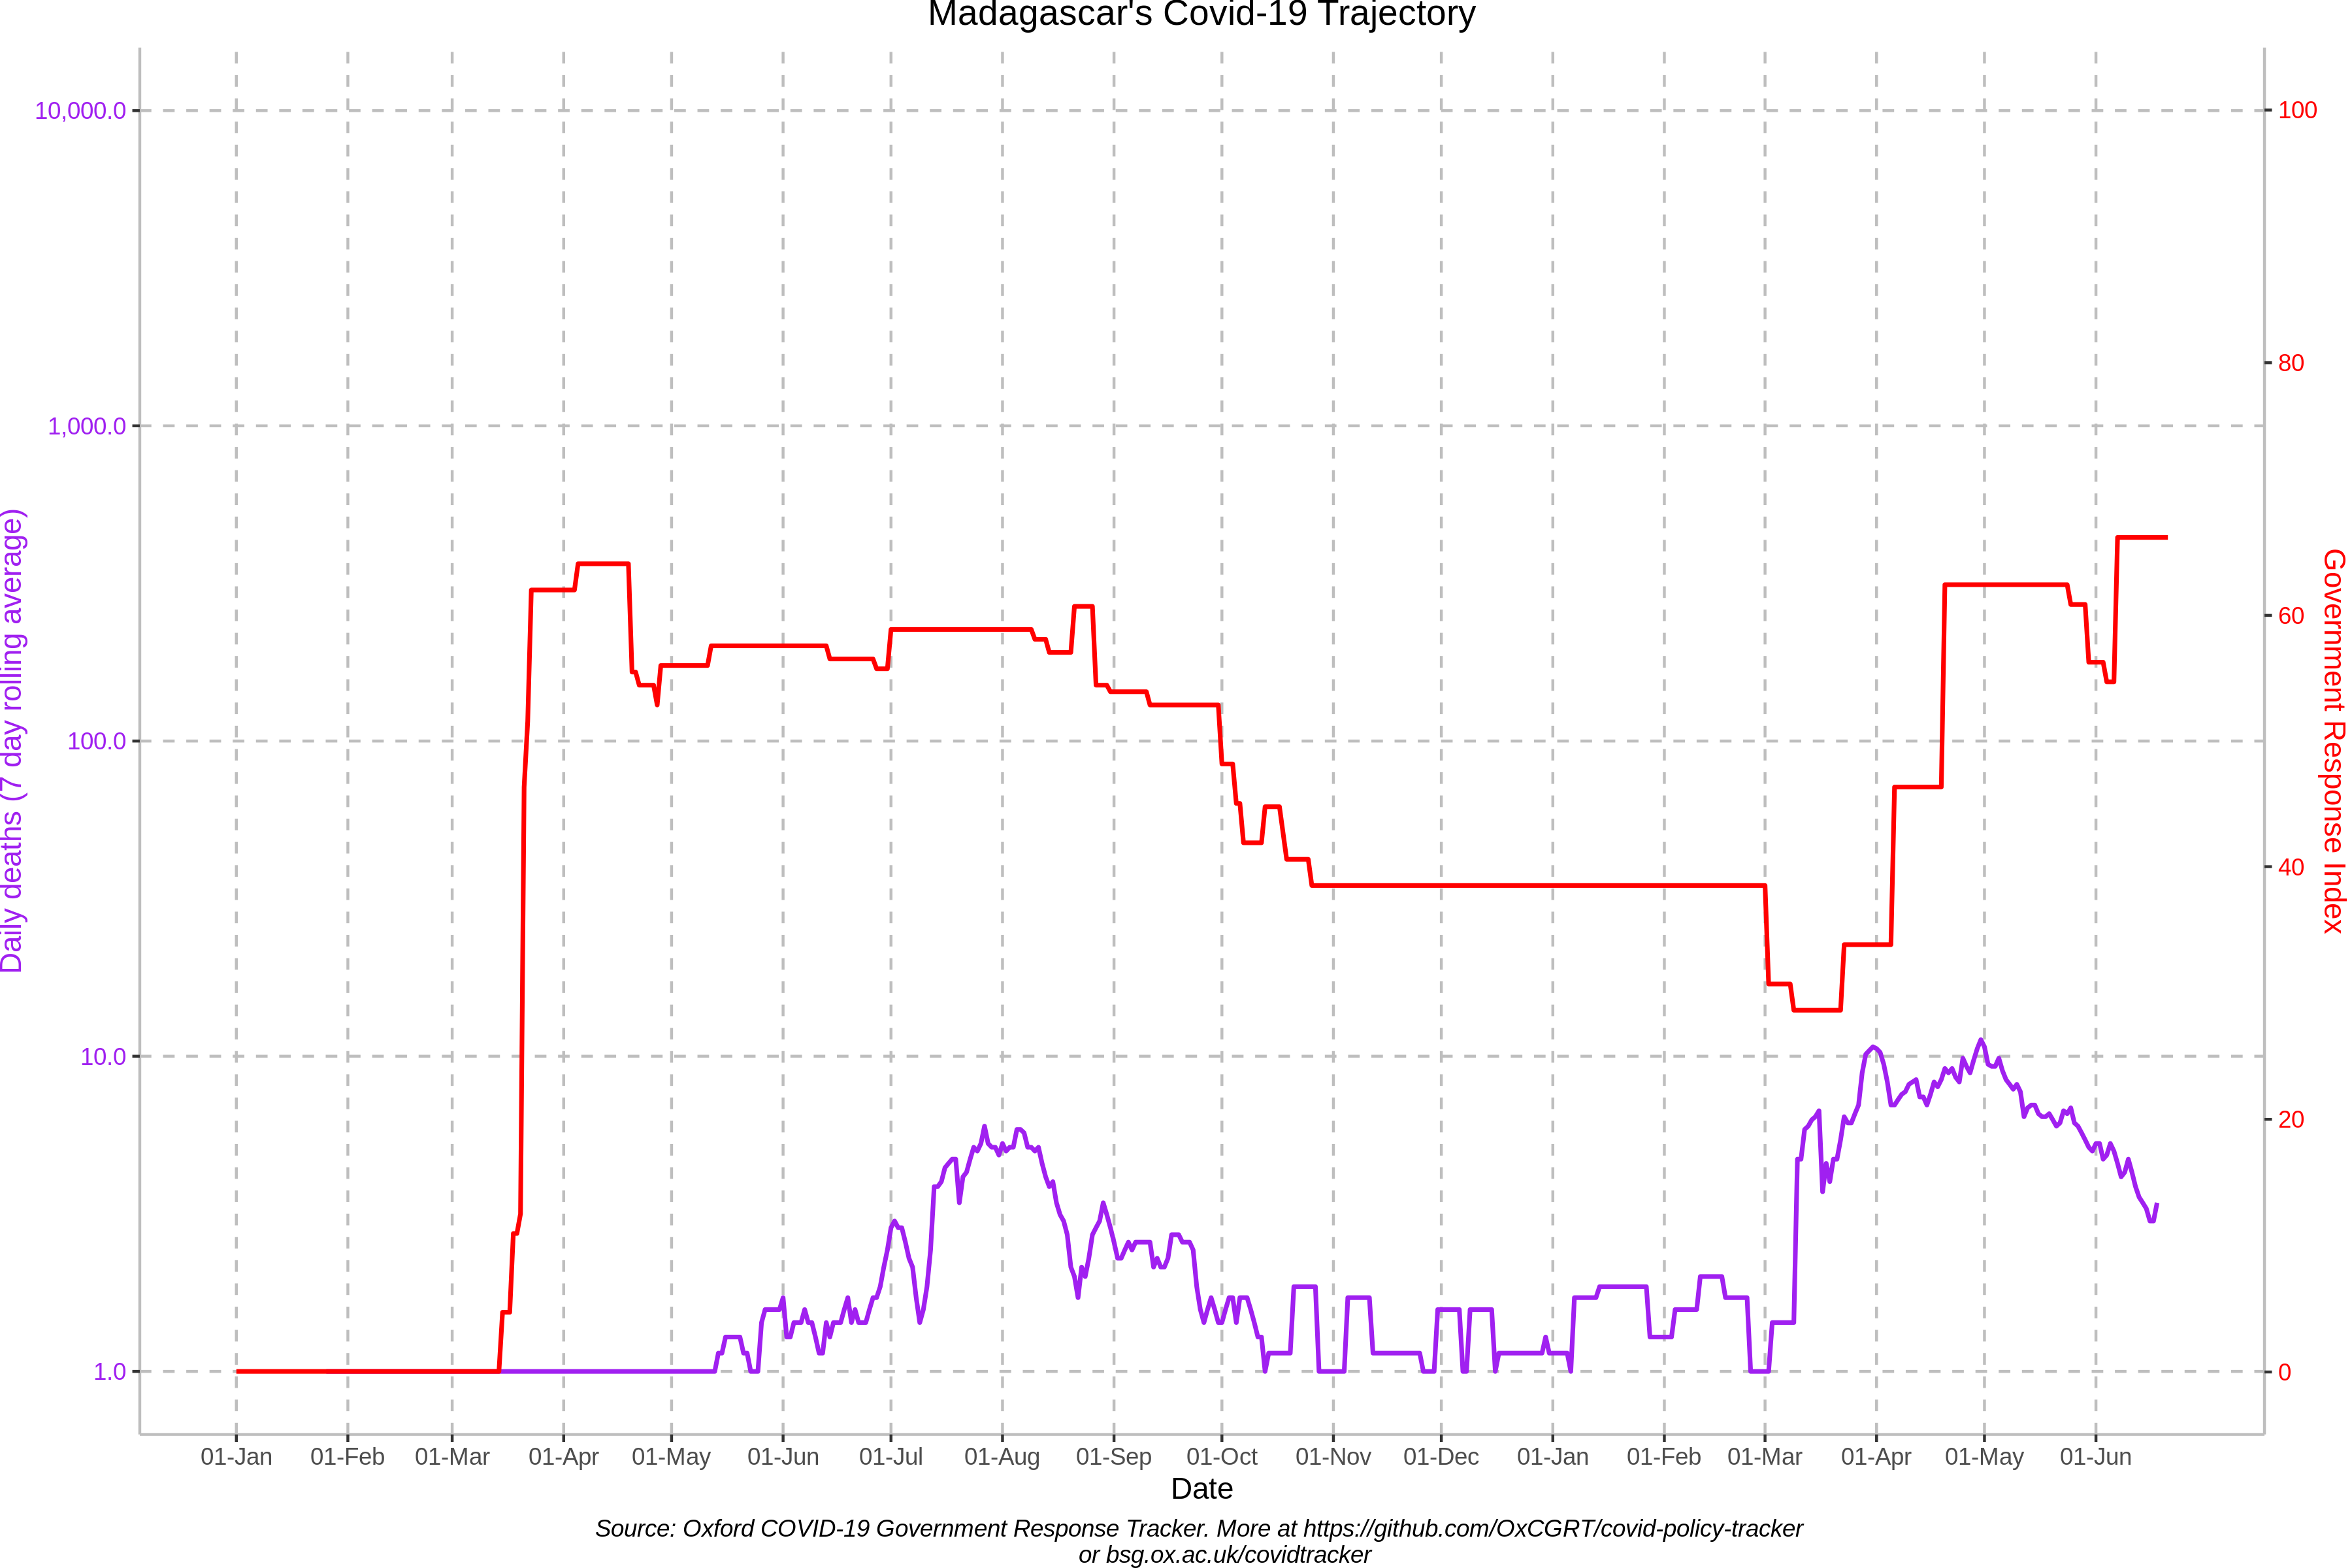 Madagascar's Covid-19 Trajectory
10,000.0
1,000.0
100.0
10.0
1.0
Daily deaths (7 day rolling average)
100
80
60
40
20
0
Government Response Index
01-Jan 01-Feb 01-Mar 01-Apr 01-May 01-Jun 01-Jul 01-Aug 01-Sep 01-Oct 01-Nov 01-Dec 01-Jan 01-Feb 01-Mar 01-Apr 01-May 01-Jun
Date
Source: Oxford COVID-19 Government Response Tracker. More at https://github.com/OxCGRT/covid-policy-tracker
or bsg.ox.ac.uk/covidtracker